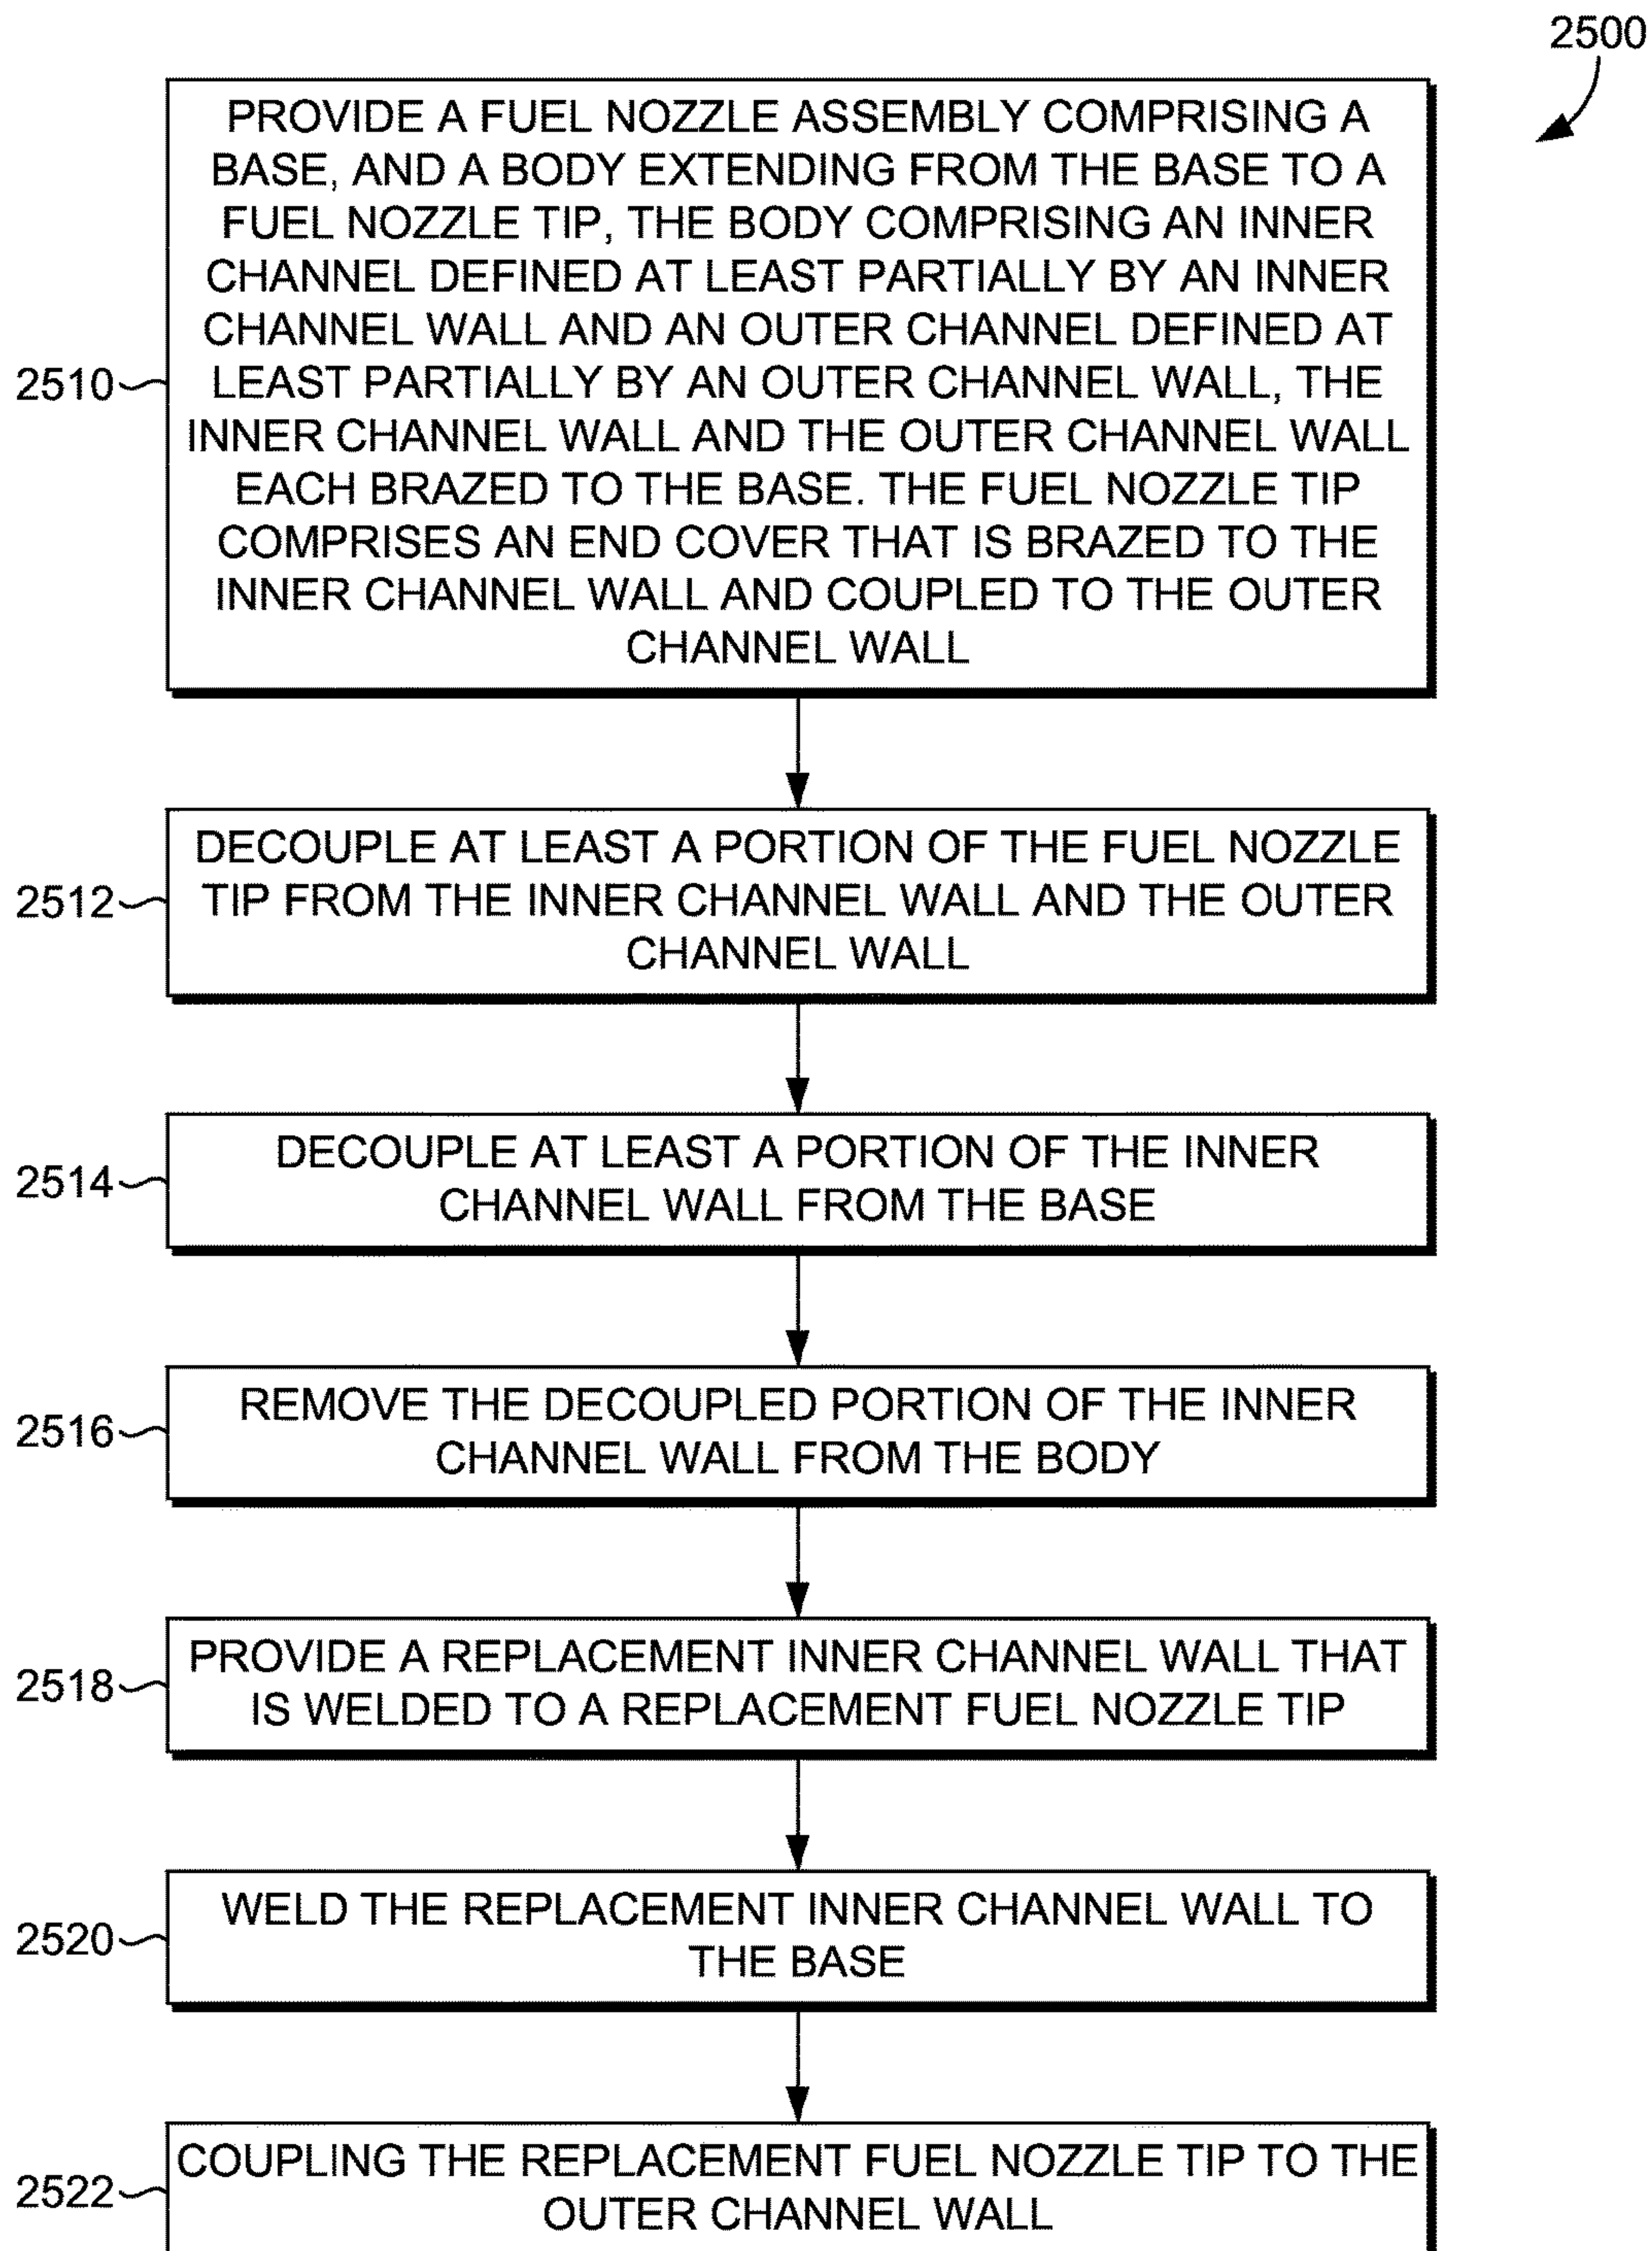 2500
PROVIDE A FUEL NOZZLE ASSEMBLY COMPRISING A
BASE, AND A BODY EXTENDING FROM THE BASE TO A
FUEL NOZZLE TIP, THE BODY COMPRISING AN INNER
CHANNEL DEFINED AT LEAST PARTIALLY BY AN INNER
CHANNEL WALL AND AN OUTER CHANNEL DEFINED AT
2510
LEAST PARTIALLY BY AN OUTER CHANNEL WALL, THE
INNER CHANNEL WALL AND THE OUTER CHANNEL WALL
EACH BRAZED TO THE BASE. THE FUEL NOZZLE TIP
COMPRISES AN END COVER THAT IS BRAZED TO THE
INNER CHANNEL WALL AND COUPLED TO THE OUTER
CHANNEL WALL
DECOUPLE AT LEAST A PORTION OF THE FUEL NOZZLE
2512
TIP FROM THE INNER CHANNEL WALL AND THE OUTER
CHANNEL WALL
2514
DECOUPLE AT LEAST A PORTION OF THE INNER
CHANNEL WALL FROM THE BASE
2516
REMOVE THE DECOUPLED PORTION OF THE INNER
CHANNEL WALL FROM THE BODY
2518
PROVIDE A REPLACEMENT INNER CHANNEL WALL THAT
IS WELDED TO A REPLACEMENT FUEL NOZZLE TIP
2520
WELD THE REPLACEMENT INNER CHANNEL WALL TO
THE BASE
2522
COUPLING THE REPLACEMENT FUEL NOZZLE TIP TO THE
OUTER CHANNEL WALL